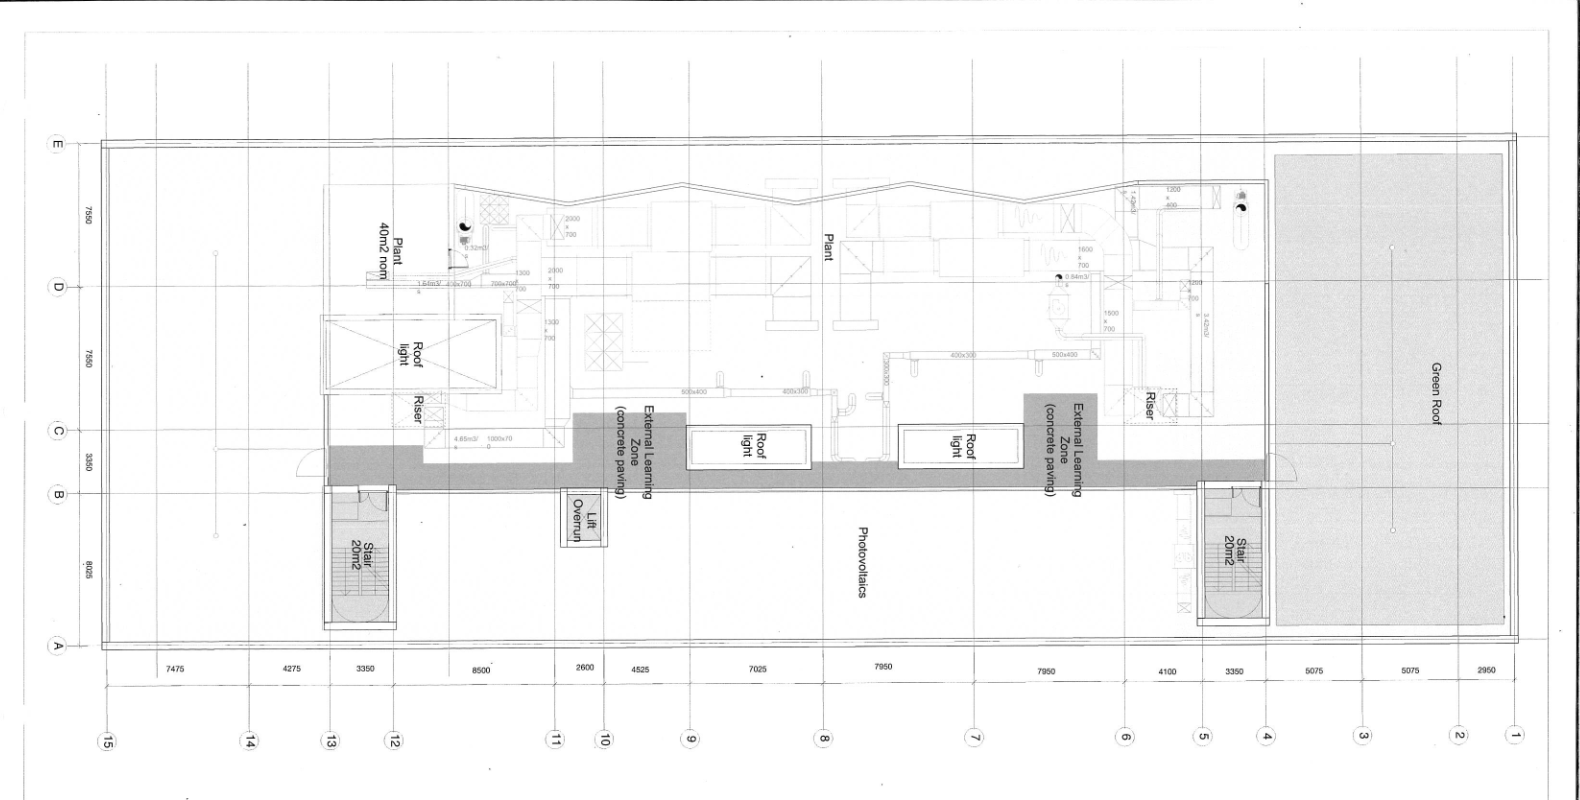 E
D
C
B
A
7550
7550
3350
8025
Plant
40m2 nom
Plant
Roof
light
Riser
Roof
light
Roof
light
Riser
External Learning
Zone
(concrete paving)
External Learning
Zone
(concrete paving)
Green Roof
Photovoltaics
Lift
Overrun
Stair
20m2
Stair
20m2
2000
x
700
1200
x
400
1600
x
700
2000
x
700
1300
x
700
700x700
400x700
1.64m3/
s
0.32m3/
s
0.84m3/
s
1200
x
700
1300
x
700
1500
x
700
3.42m3/
s
400x300
500x400
300x300
500x400
400x300
4.65m3/
s
1000x70
0
7475
4275
3350
8500
2600
4525
7025
7950
7950
4100
3350
5075
5075
2950
15
14
13
12
11
10
9
8
7
6
5
4
3
2
1